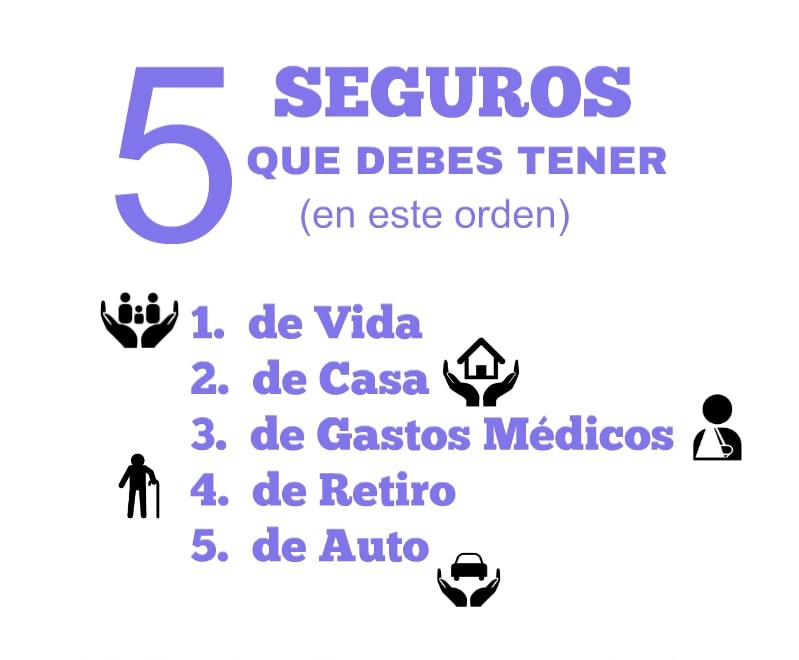 5 SEGUROS
QUE DEBES TENER
(en este orden)
1. de Vida
2. de Casa
3. de Gastos Médicos
4. de Retiro
5. de Auto